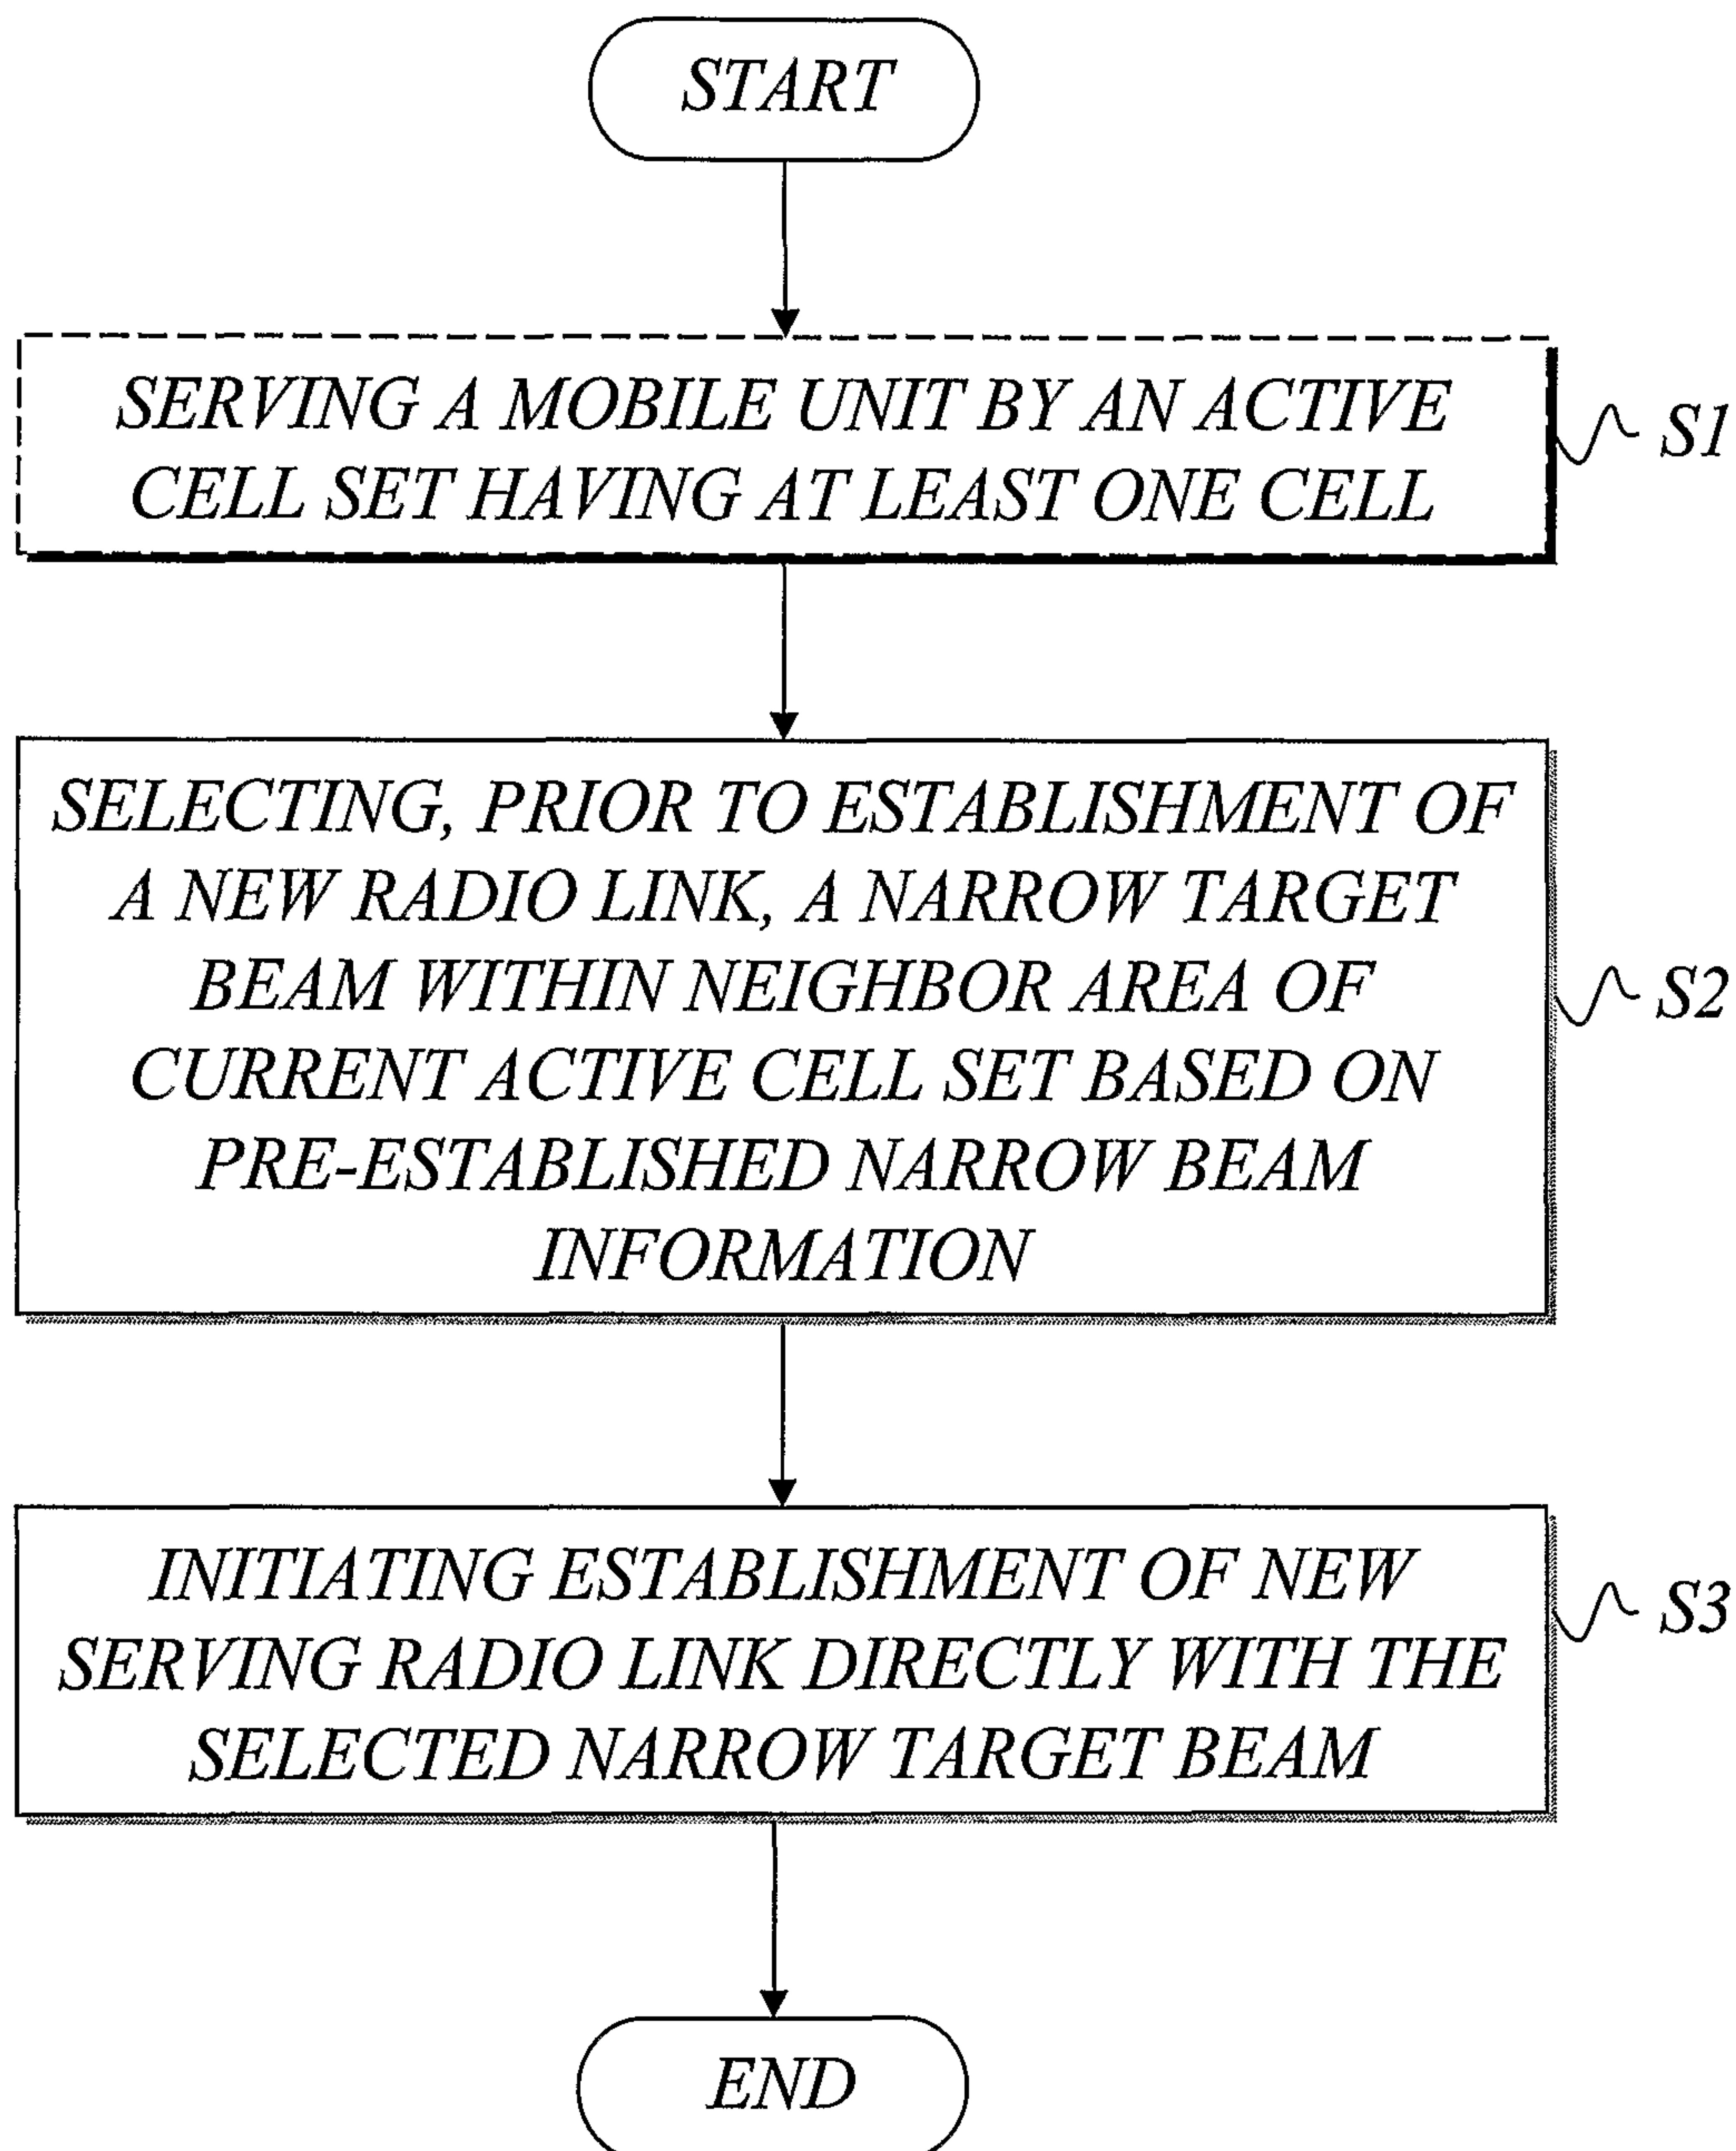 START
SERVING A MOBILE UNIT BY AN ACTIVE
CELL SET HAVING AT LEAST ONE CELL
S1
SELECTING, PRIOR TO ESTABLISHMENT OF
A NEW RADIO LINK, A NARROW TARGET
BEAM WITHIN NEIGHBOR AREA OF
CURRENT ACTIVE CELL SET BASED ON
PRE-ESTABLISHED NARROW BEAM
INFORMATION
S2
INITIATING ESTABLISHMENT OF NEW
SERVING RADIO LINK DIRECTLY WITH THE
SELECTED NARROW TARGET BEAM
S3
END